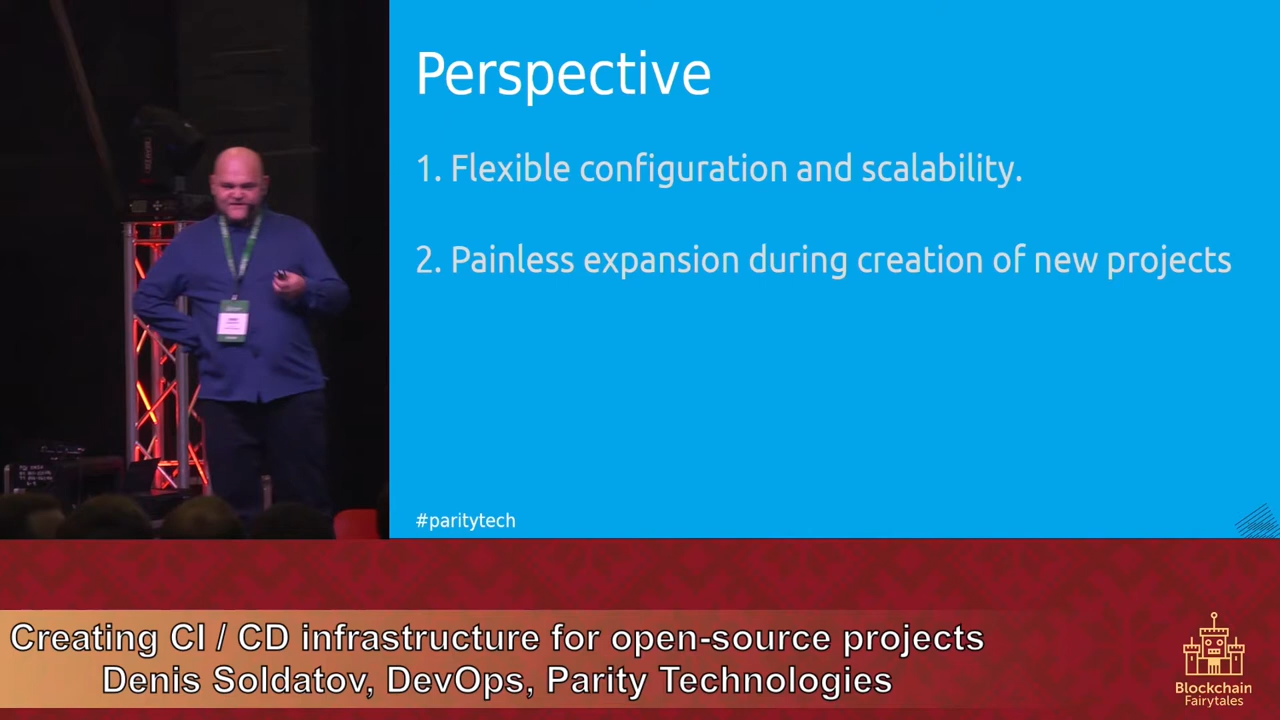 Perspective
1. Flexible configuration and scalability.
2. Painless expansion during creation of new projects
#paritytech
Creating CI / CD infrastructure for open-source projects
Denis Soldatov, DevOps, Parity Technologies
Blockchain
Fairytales